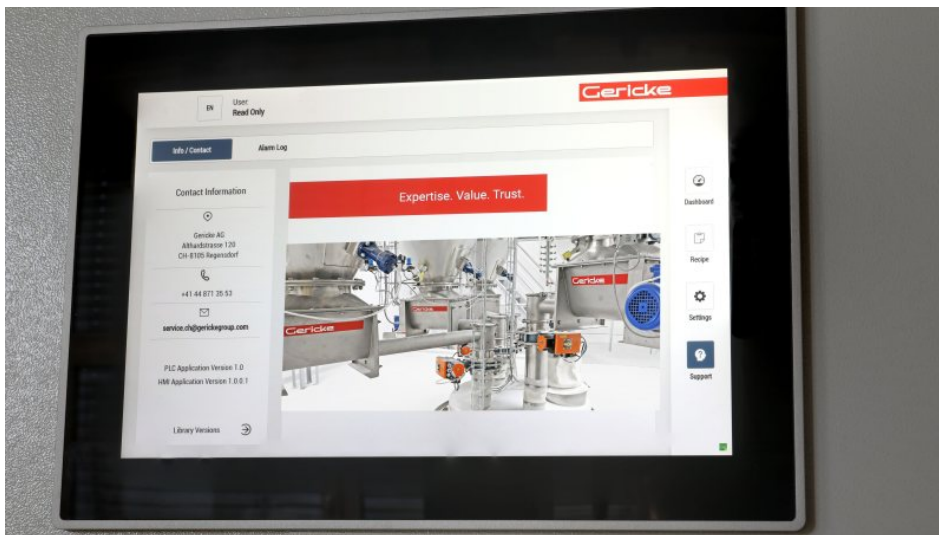 Gericke
EN
User:
Read Only
Info / Contact
Alarm Log
Contact Information
Gericke AG
Althardstrasse 120
CH-8105 Regensdorf
+41 44 871 35 53
service.ch@gerickegroup.com
PLC Application Version 1.0
HMI Application Version 1.0.0.1
Library Versions
Expertise. Value. Trust.
Gericke
Gericke
Gericke
Dashboard
Recipe
Settings
Support